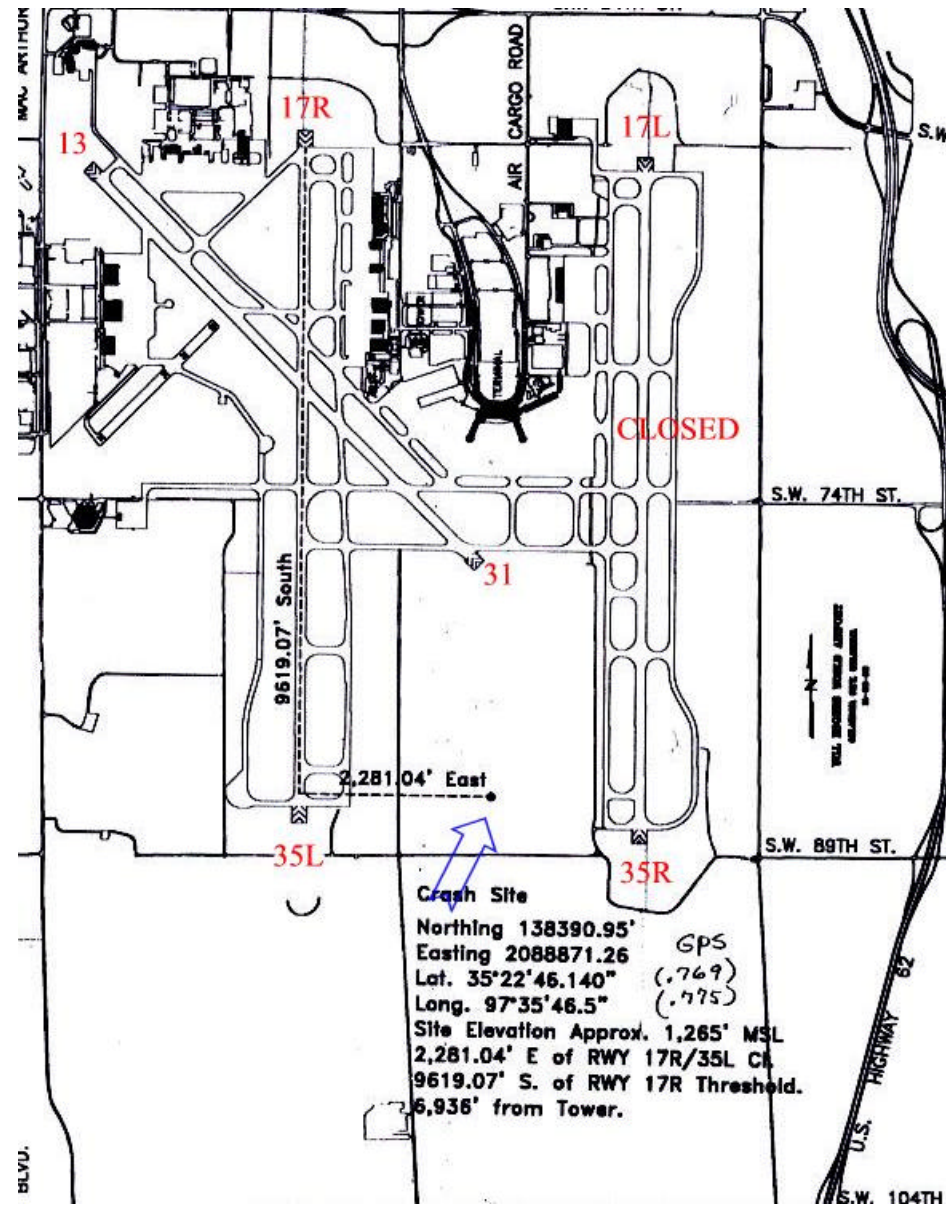 MAC ARTHUR
AIR CARGO ROAD
17R
17L
13
S.W.
TERMINAL
CLOSED
S.W. 74TH ST.
31
9619.07' South
N
2,281.04' East
S.W. 89TH ST.
35L
35R
Crash Site
Northing 138390.95'
Easting 2088871.26
GPS
Lat. 35°22'46.140" (.769)
Long. 97°35'46.5" (.775)
Site Elevation Approx. 1,265' MSL
2,281.04' E of RWY 17R/35L CL
9619.07' S. of RWY 17R Threshold.
6,936' from Tower.
U.S. HIGHWAY 62
BLVD.
S.W. 104TH